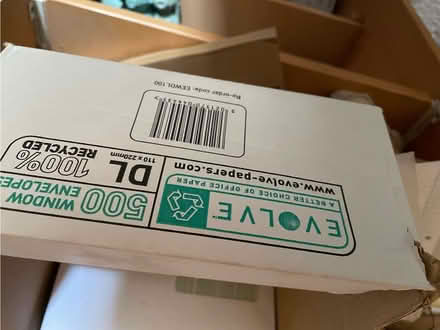 EVOLVE™
A BETTER CHOICE OF OFFICE PAPER
www.evolve-papers.com
500
WINDOW
ENVELOPES
DL
110 x 220mm
100%
RECYCLED
Re-order code: EEWDL100